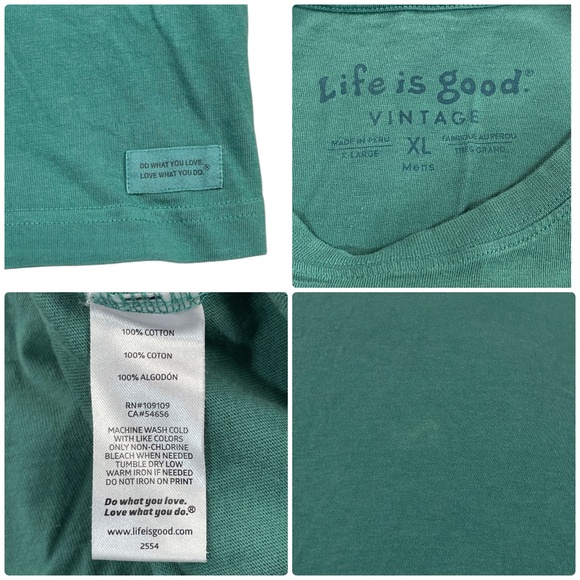 DO WHAT YOU LOVE.
LOVE WHAT YOU DO.®
Life is good.®
VINTAGE
MADE IN PERU XL FABRIQUÉ AU PÉROU
X-LARGE TRÈS GRAND
Mens
100% COTTON
100% COTON
100% ALGODÓN
RN#109109
CA#54656
MACHINE WASH COLD
WITH LIKE COLORS
ONLY NON-CHLORINE
BLEACH WHEN NEEDED
TUMBLE DRY LOW
WARM IRON IF NEEDED
DO NOT IRON ON PRINT
Do what you love.
Love what you do.®
www.lifeisgood.com
2554